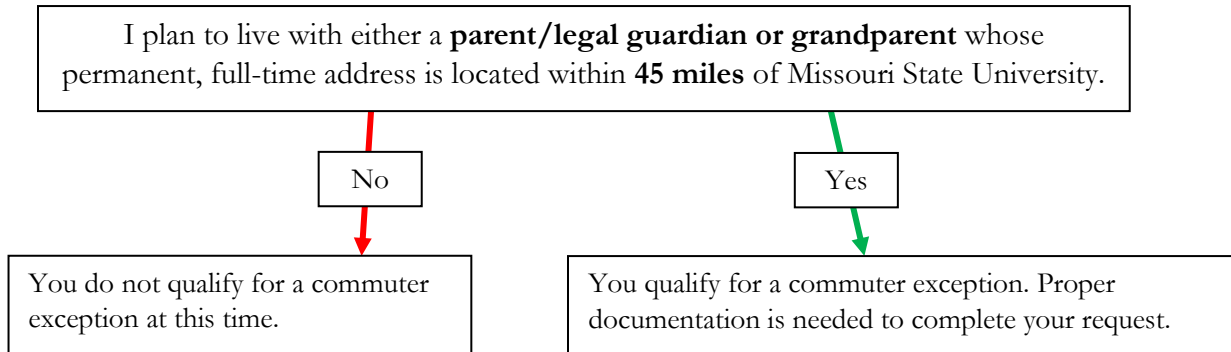 I plan to live with either a parent/legal guardian or grandparent whose
permanent, full-time address is located within 45 miles of Missouri State University.
No
Yes
You do not qualify for a commuter
exception at this time.
You qualify for a commuter exception. Proper
documentation is needed to complete your request.